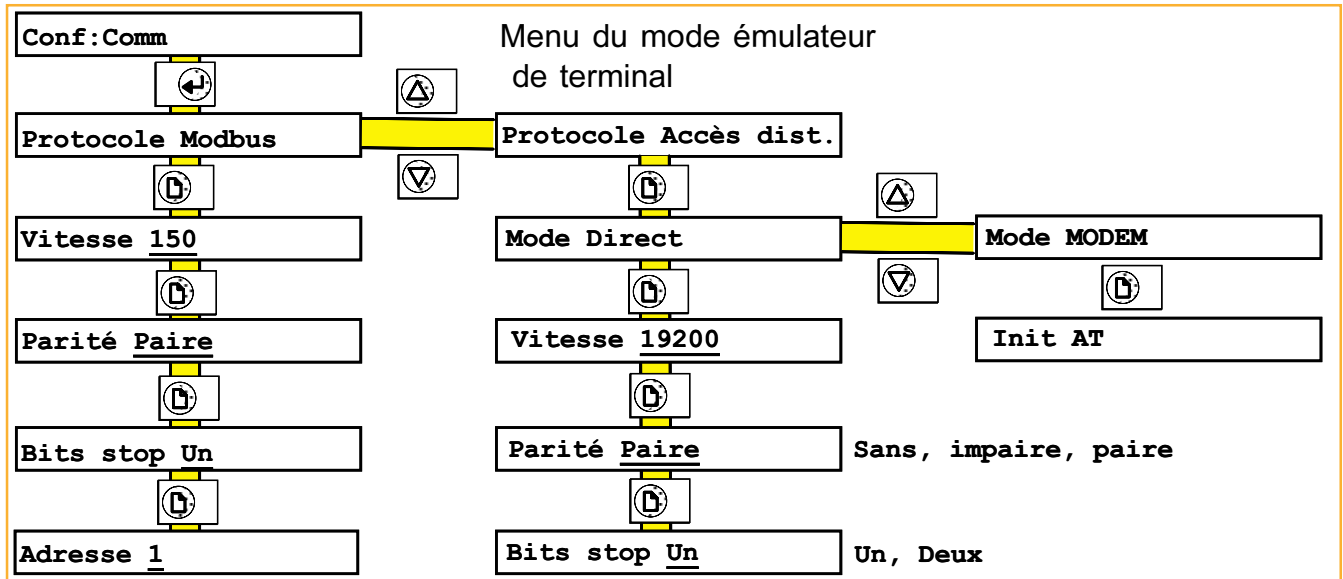 Conf:Comm
Menu du mode émulateur
de terminal
Protocole Modbus
Protocole Accès dist.
Vitesse 150
Mode Direct
Mode MODEM
Parité Paire
Vitesse 19200
Init AT
Bits stop Un
Parité Paire
Sans, impaire, paire
Adresse 1
Bits stop Un
Un, Deux